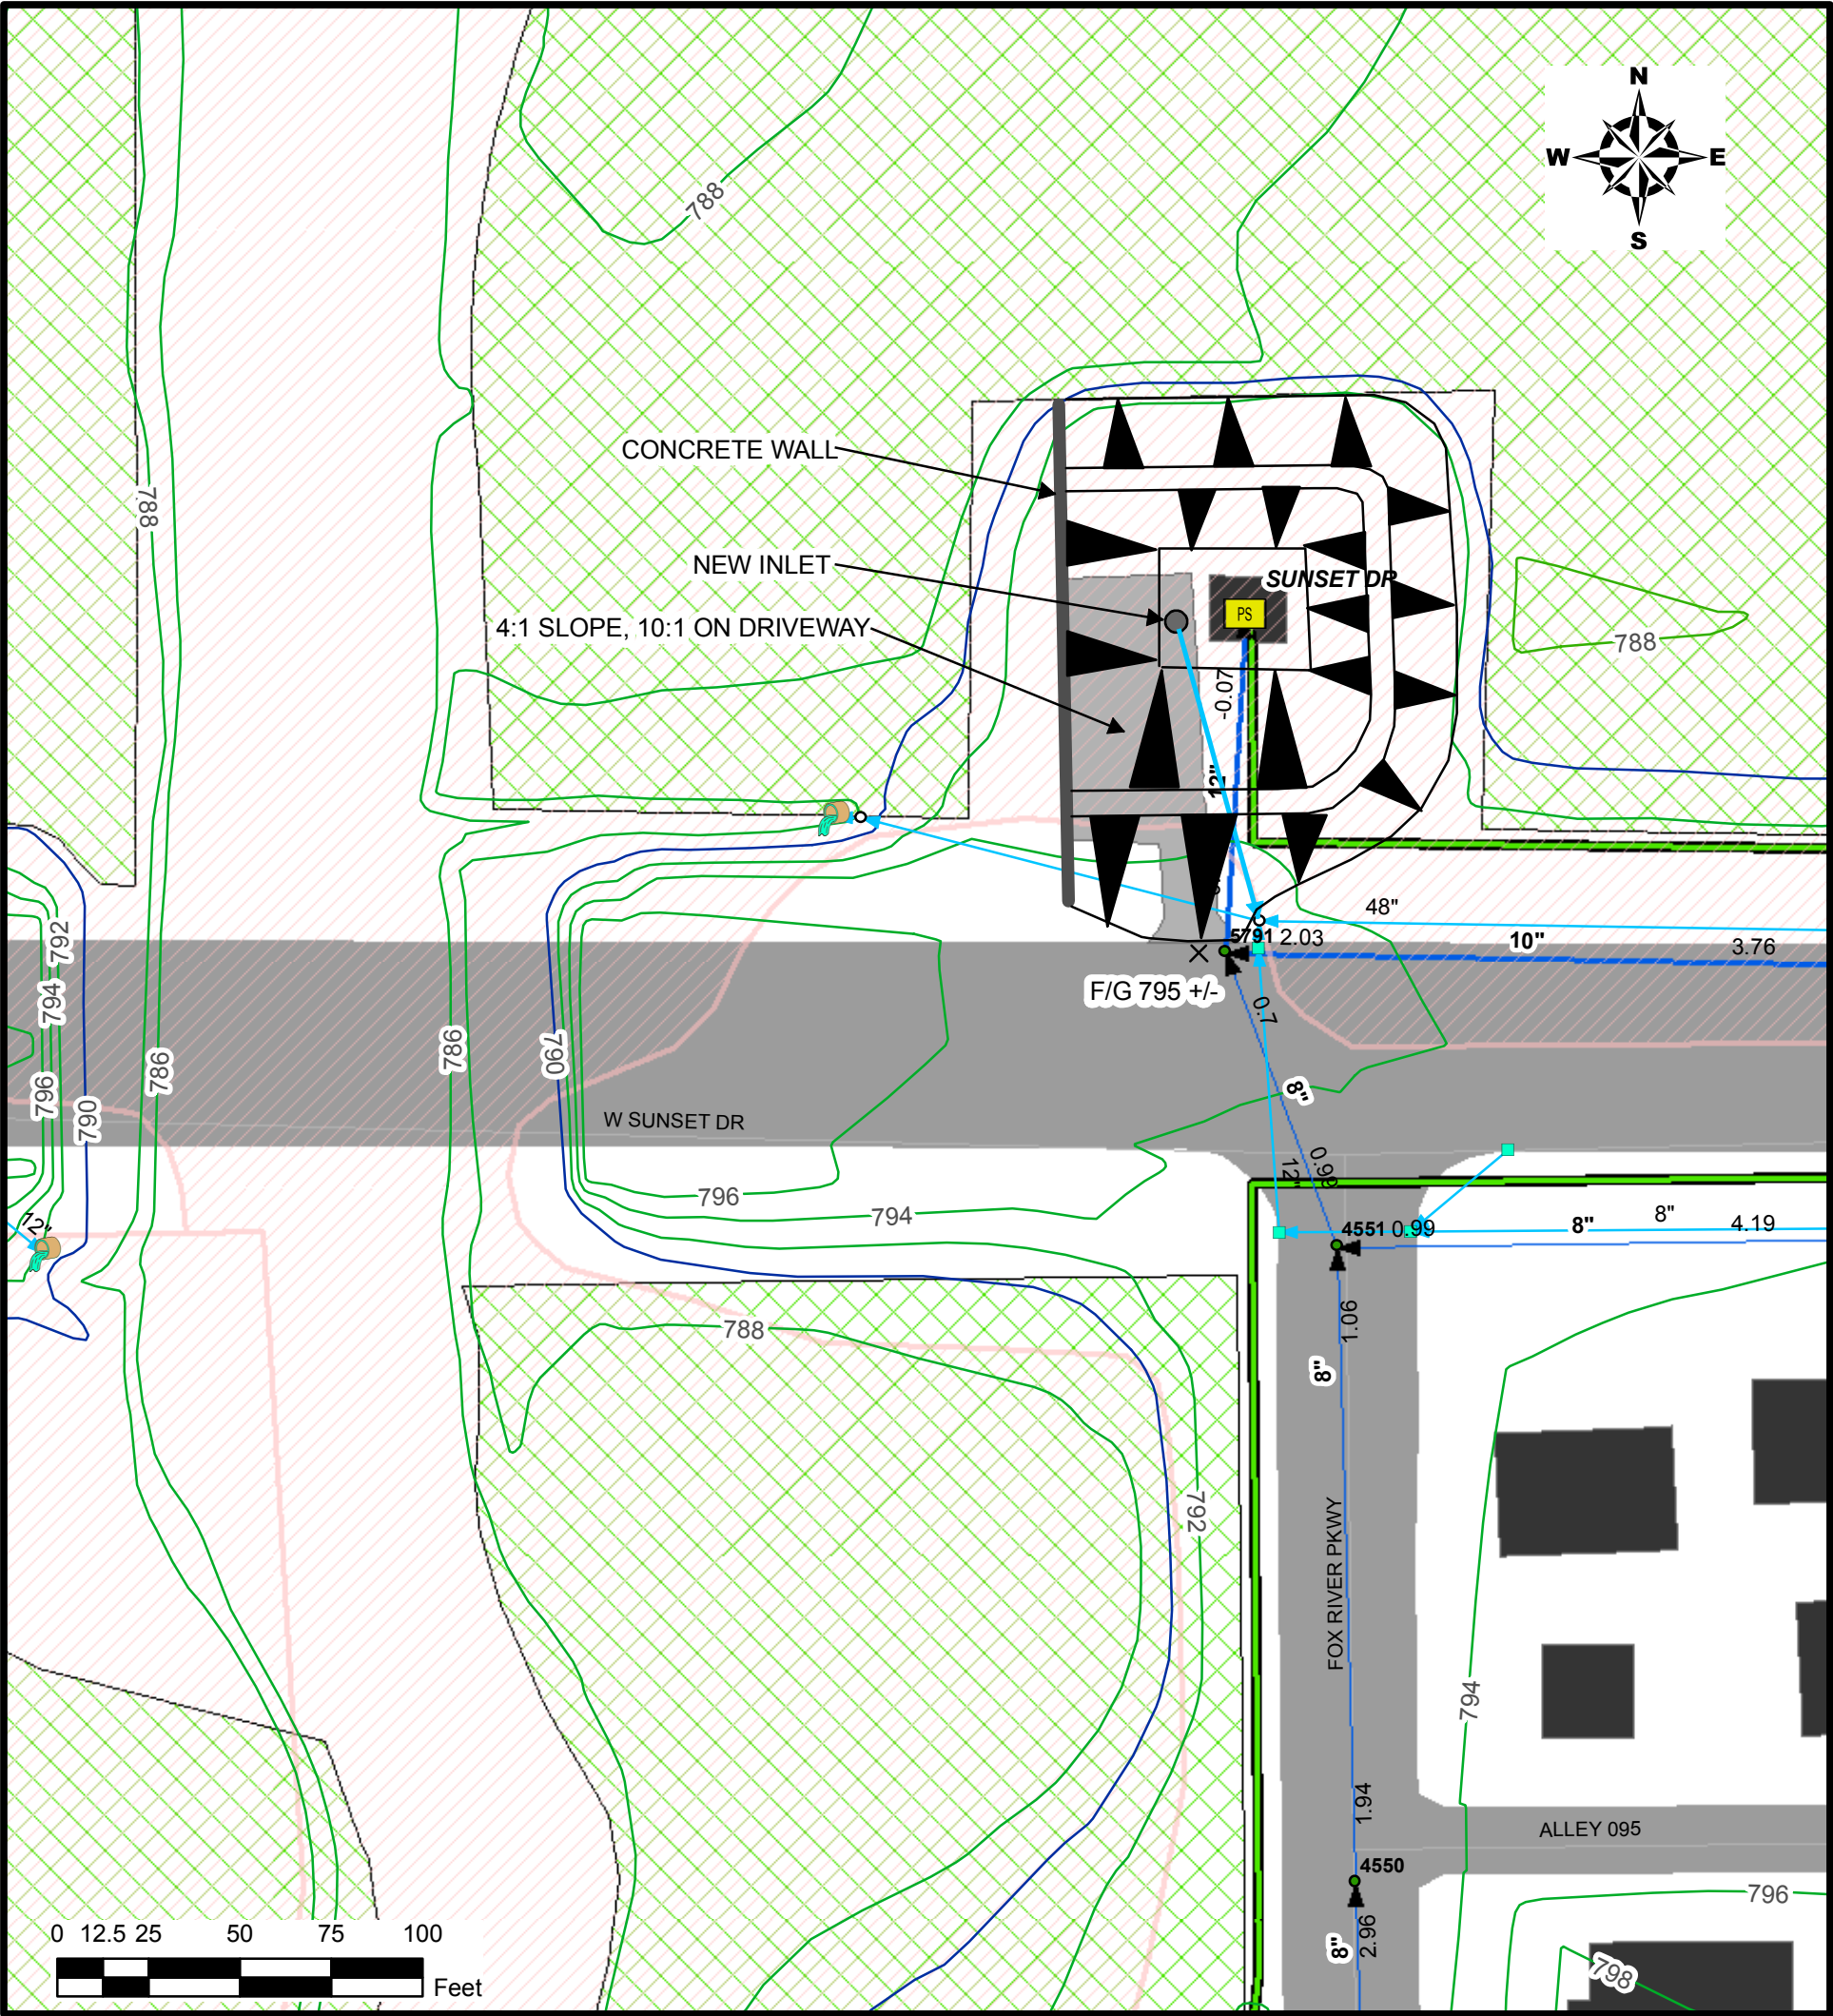 N
W E
S
788
CONCRETE WALL
788
NEW INLET
SUNSET DR
PS
4:1 SLOPE, 10:1 ON DRIVEWAY
788
-0.07
12"
48"
792
5791 2.03
10"
3.76
794
F/G 795 +/-
0.7
786
786
790
796
790
8"
W SUNSET DR
0.99
12"
796
794
12"
4551 0.99
8"
8"
4.19
788
1.06
8"
792
FOX RIVER PKWY
794
1.94
ALLEY 095
4550
796
0 12.5 25 50 75 100
Feet
8"
2.96
798